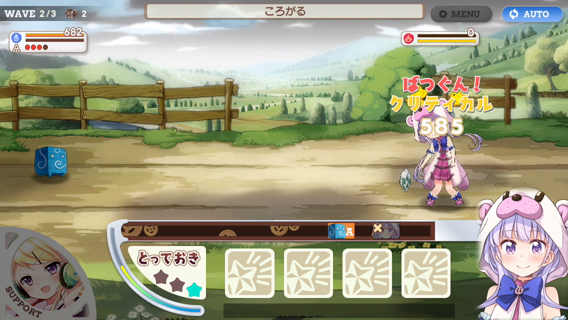 WAVE 2/3 2
ころがる
MENU
AUTO
682
A
0
ばつぐん!
クリティカル
585
A
とっておき
SUPPORT